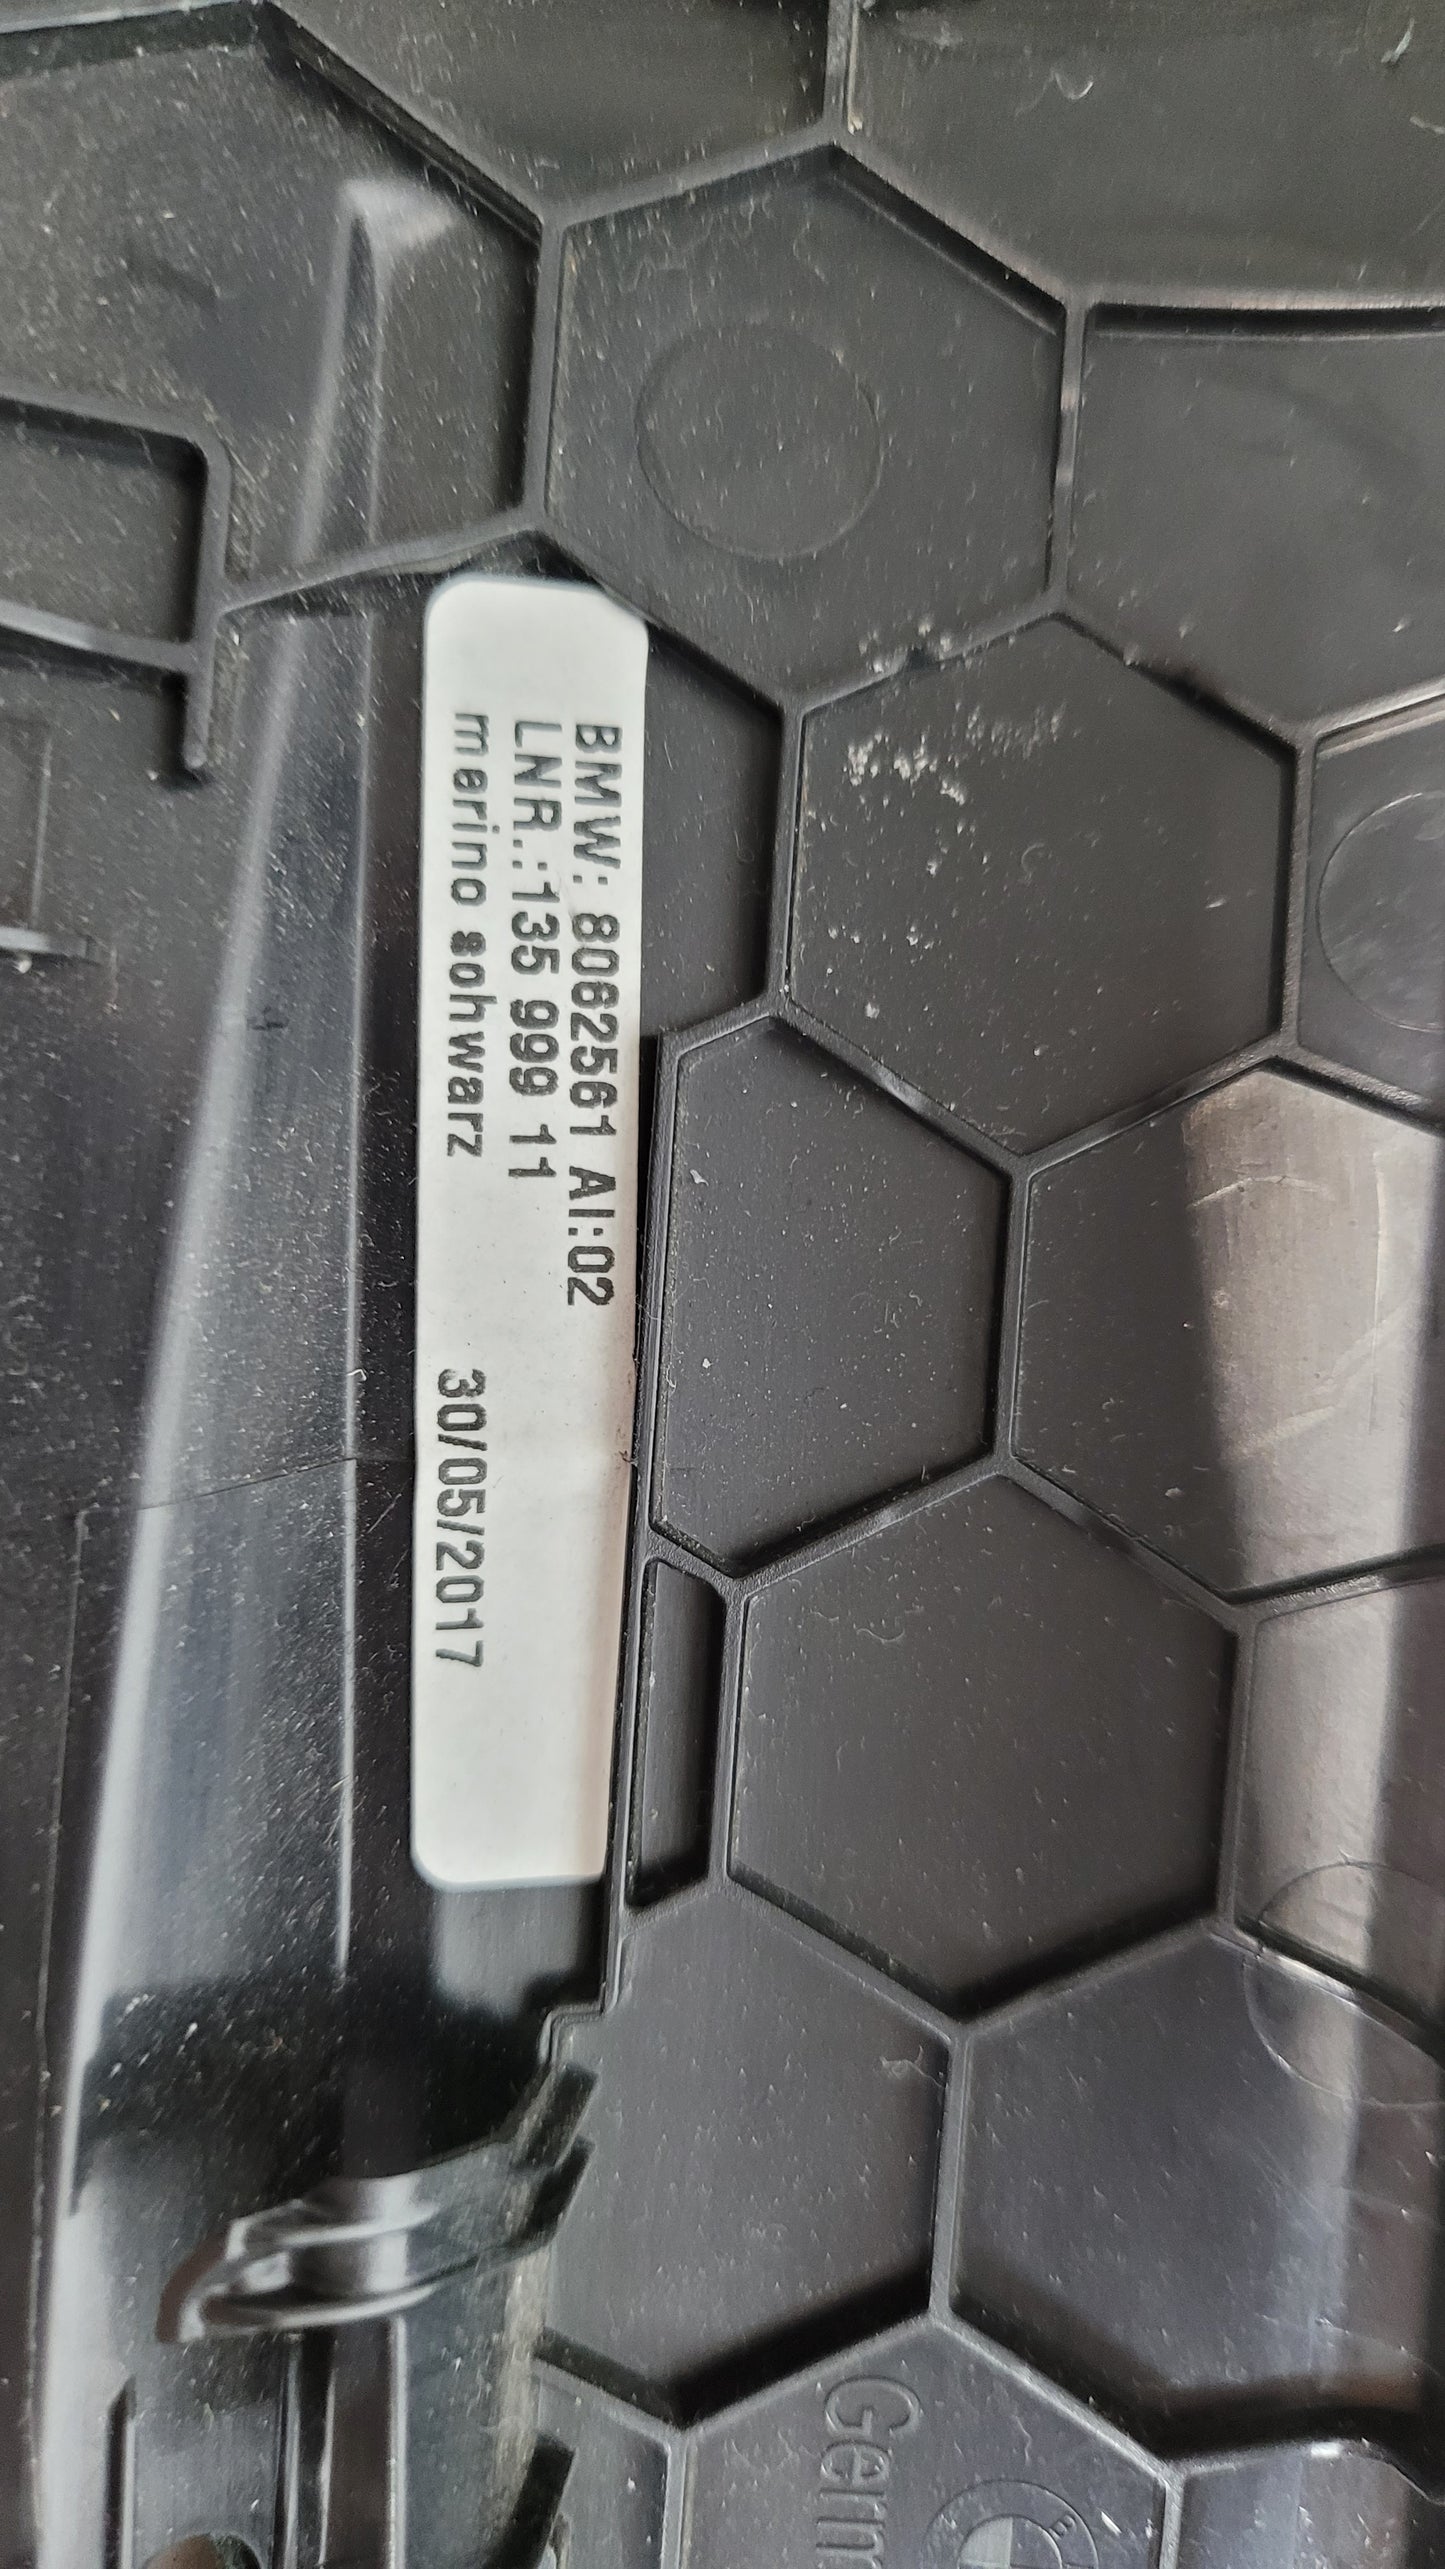 BMW: 8062561 AI:02
LNR.:135 999 11
merino schwarz 30/05/2017